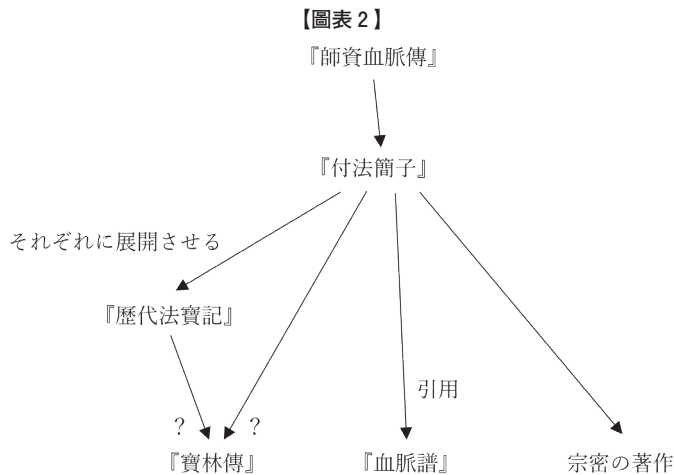 【圖表2】
『師資血脈傳』
『付法簡子』
それぞれに展開させる
『歷代法寶記』
引用
？ ？
『寶林傳』 『血脈譜』 宗密の著作